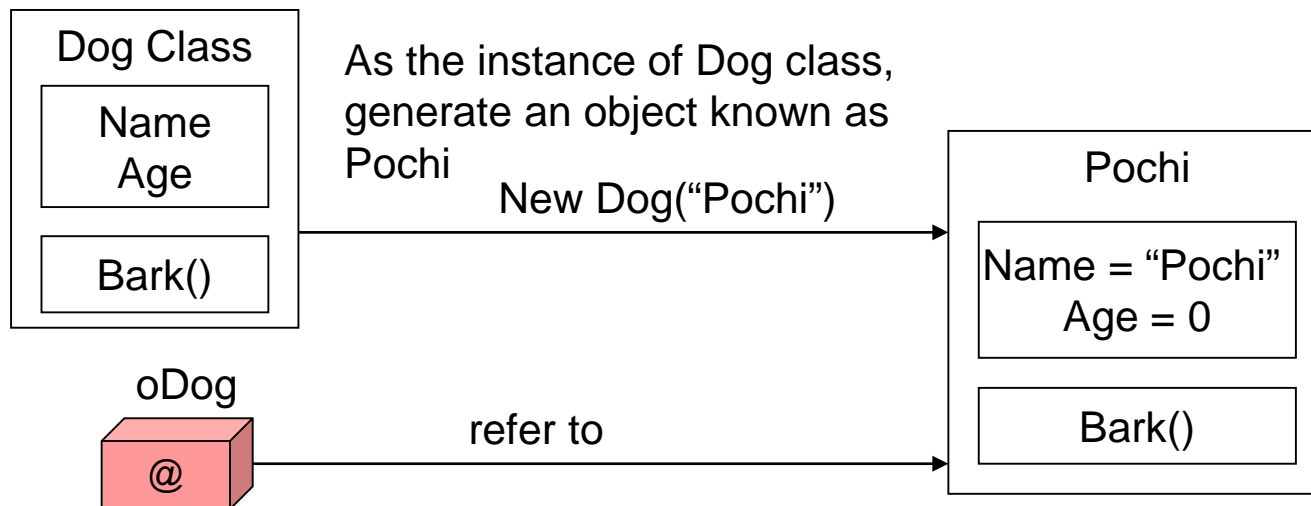 Dog Class
Name
Age
Bark()
As the instance of Dog class,
generate an object known as
Pochi
New Dog(“Pochi”)
Pochi
Name = “Pochi”
Age = 0
Bark()
oDog
@
refer to